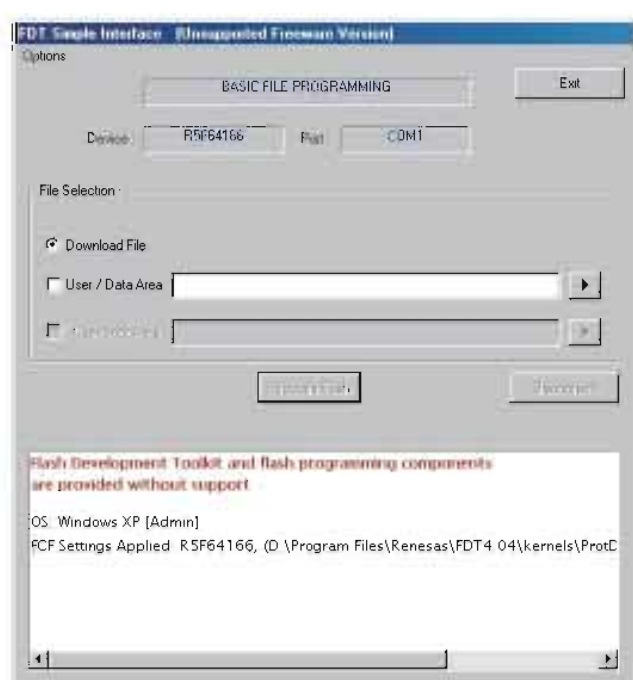 FDT Simple Interface (Unsupported Freeware Version)
Options
BASIC FILE PROGRAMMING
Exit
Device R5F64166 Port COM1
File Selection
Download File
User / Data Area
Flash Development Toolkit and flash programming components
are provided without support
OS Windows XP [Admin]
FCF Settings Applied R5F64166, (D \Program Files\Renesas\FDT4 04\kernels\ProtD